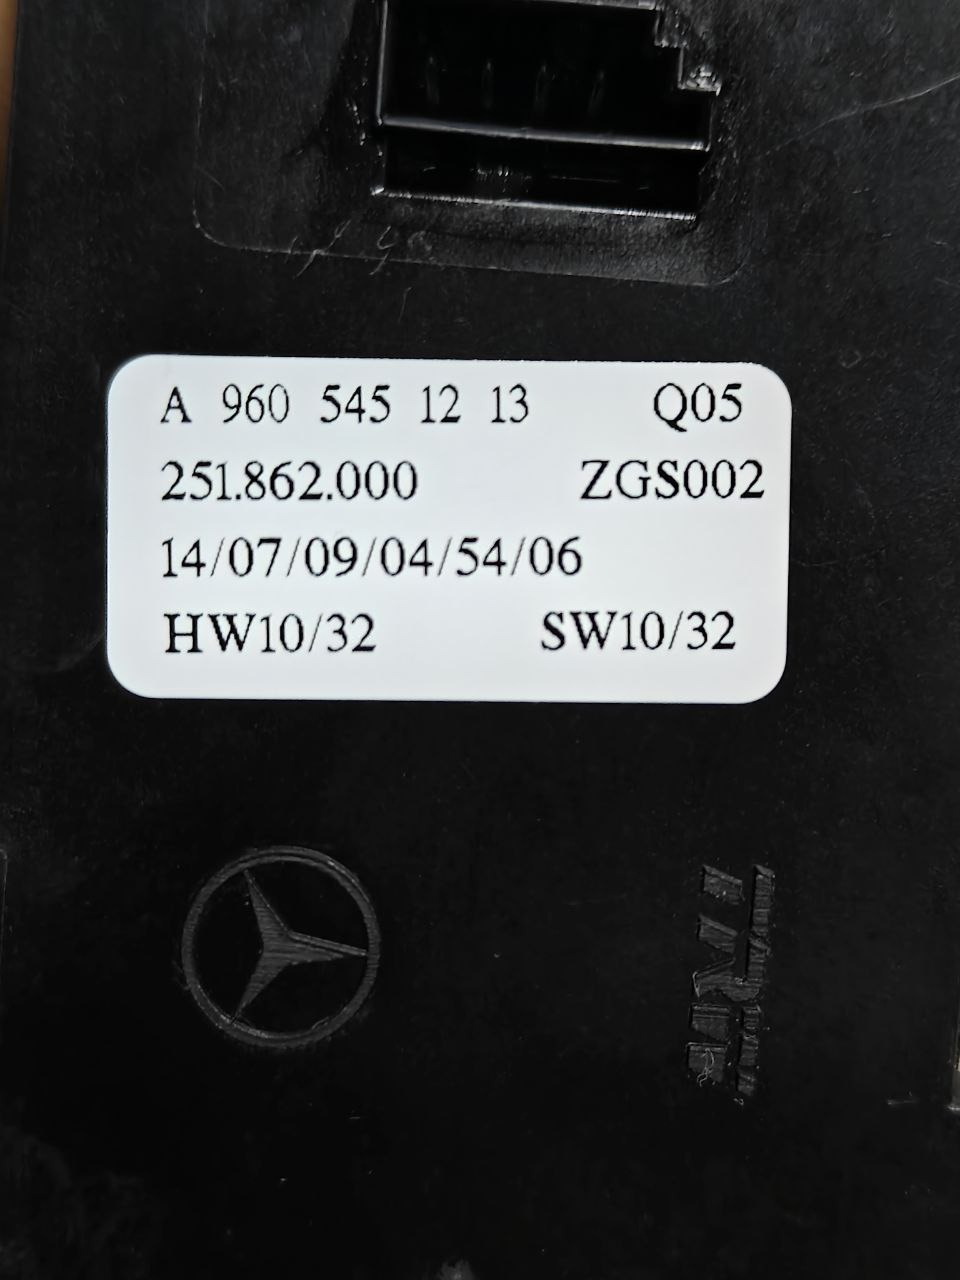 A 960 545 12 13 Q05
251.862.000 ZGS002
14/07/09/04/54/06
HW10/32 SW10/32
TRW